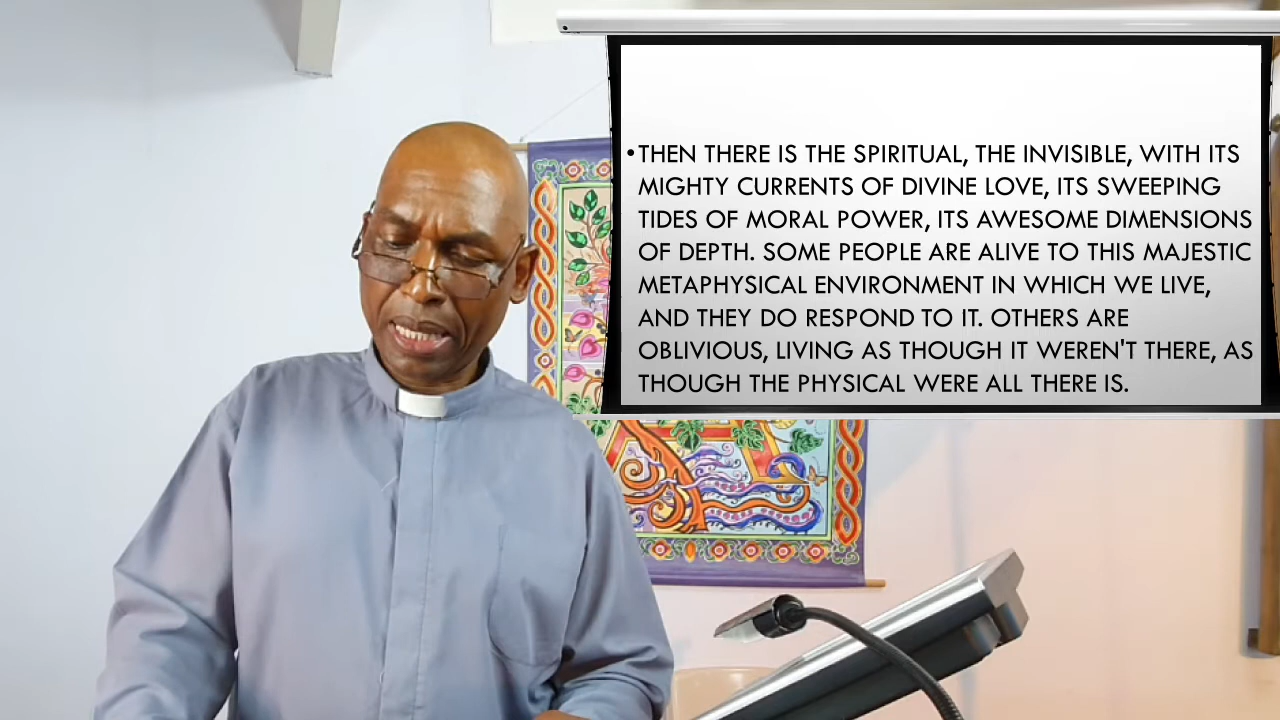 •THEN THERE IS THE SPIRITUAL, THE INVISIBLE, WITH ITS
MIGHTY CURRENTS OF DIVINE LOVE, ITS SWEEPING
TIDES OF MORAL POWER, ITS AWESOME DIMENSIONS
OF DEPTH. SOME PEOPLE ARE ALIVE TO THIS MAJESTIC
METAPHYSICAL ENVIRONMENT IN WHICH WE LIVE,
AND THEY DO RESPOND TO IT. OTHERS ARE
OBLIVIOUS, LIVING AS THOUGH IT WEREN'T THERE, AS
THOUGH THE PHYSICAL WERE ALL THERE IS.